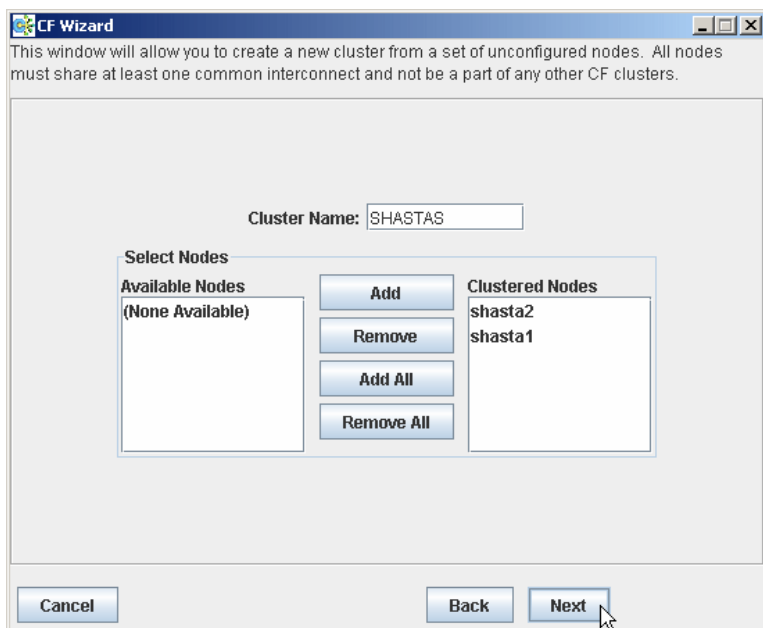 CF Wizard
This window will allow you to create a new cluster from a set of unconfigured nodes. All nodes
must share at least one common interconnect and not be a part of any other CF clusters.
Cluster Name: SHASTAS
Select Nodes
Available Nodes
(None Available)
Add
Remove
Add All
Remove All
Clustered Nodes
shasta2
shasta1
Cancel
Back
Next